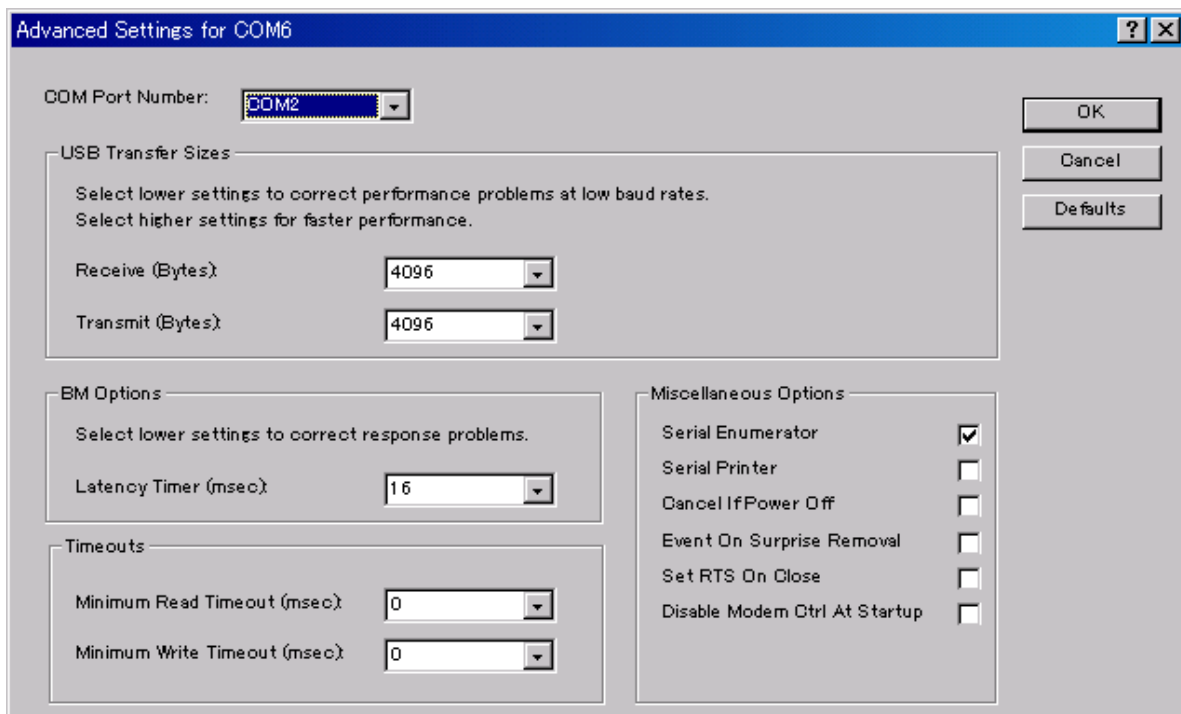 Advanced Settings for COM6
COM Port Number: COM2
OK
Cancel
Defaults
USB Transfer Sizes
Select lower settings to correct performance problems at low baud rates.
Select higher settings for faster performance.
Receive (Bytes): 4096
Transmit (Bytes): 4096
BM Options
Select lower settings to correct response problems.
Latency Timer (msec): 16
Timeouts
Minimum Read Timeout (msec): 0
Minimum Write Timeout (msec): 0
Miscellaneous Options
Serial Enumerator
Serial Printer
Cancel If Power Off
Event On Surprise Removal
Set RTS On Close
Disable Modem Ctrl At Startup